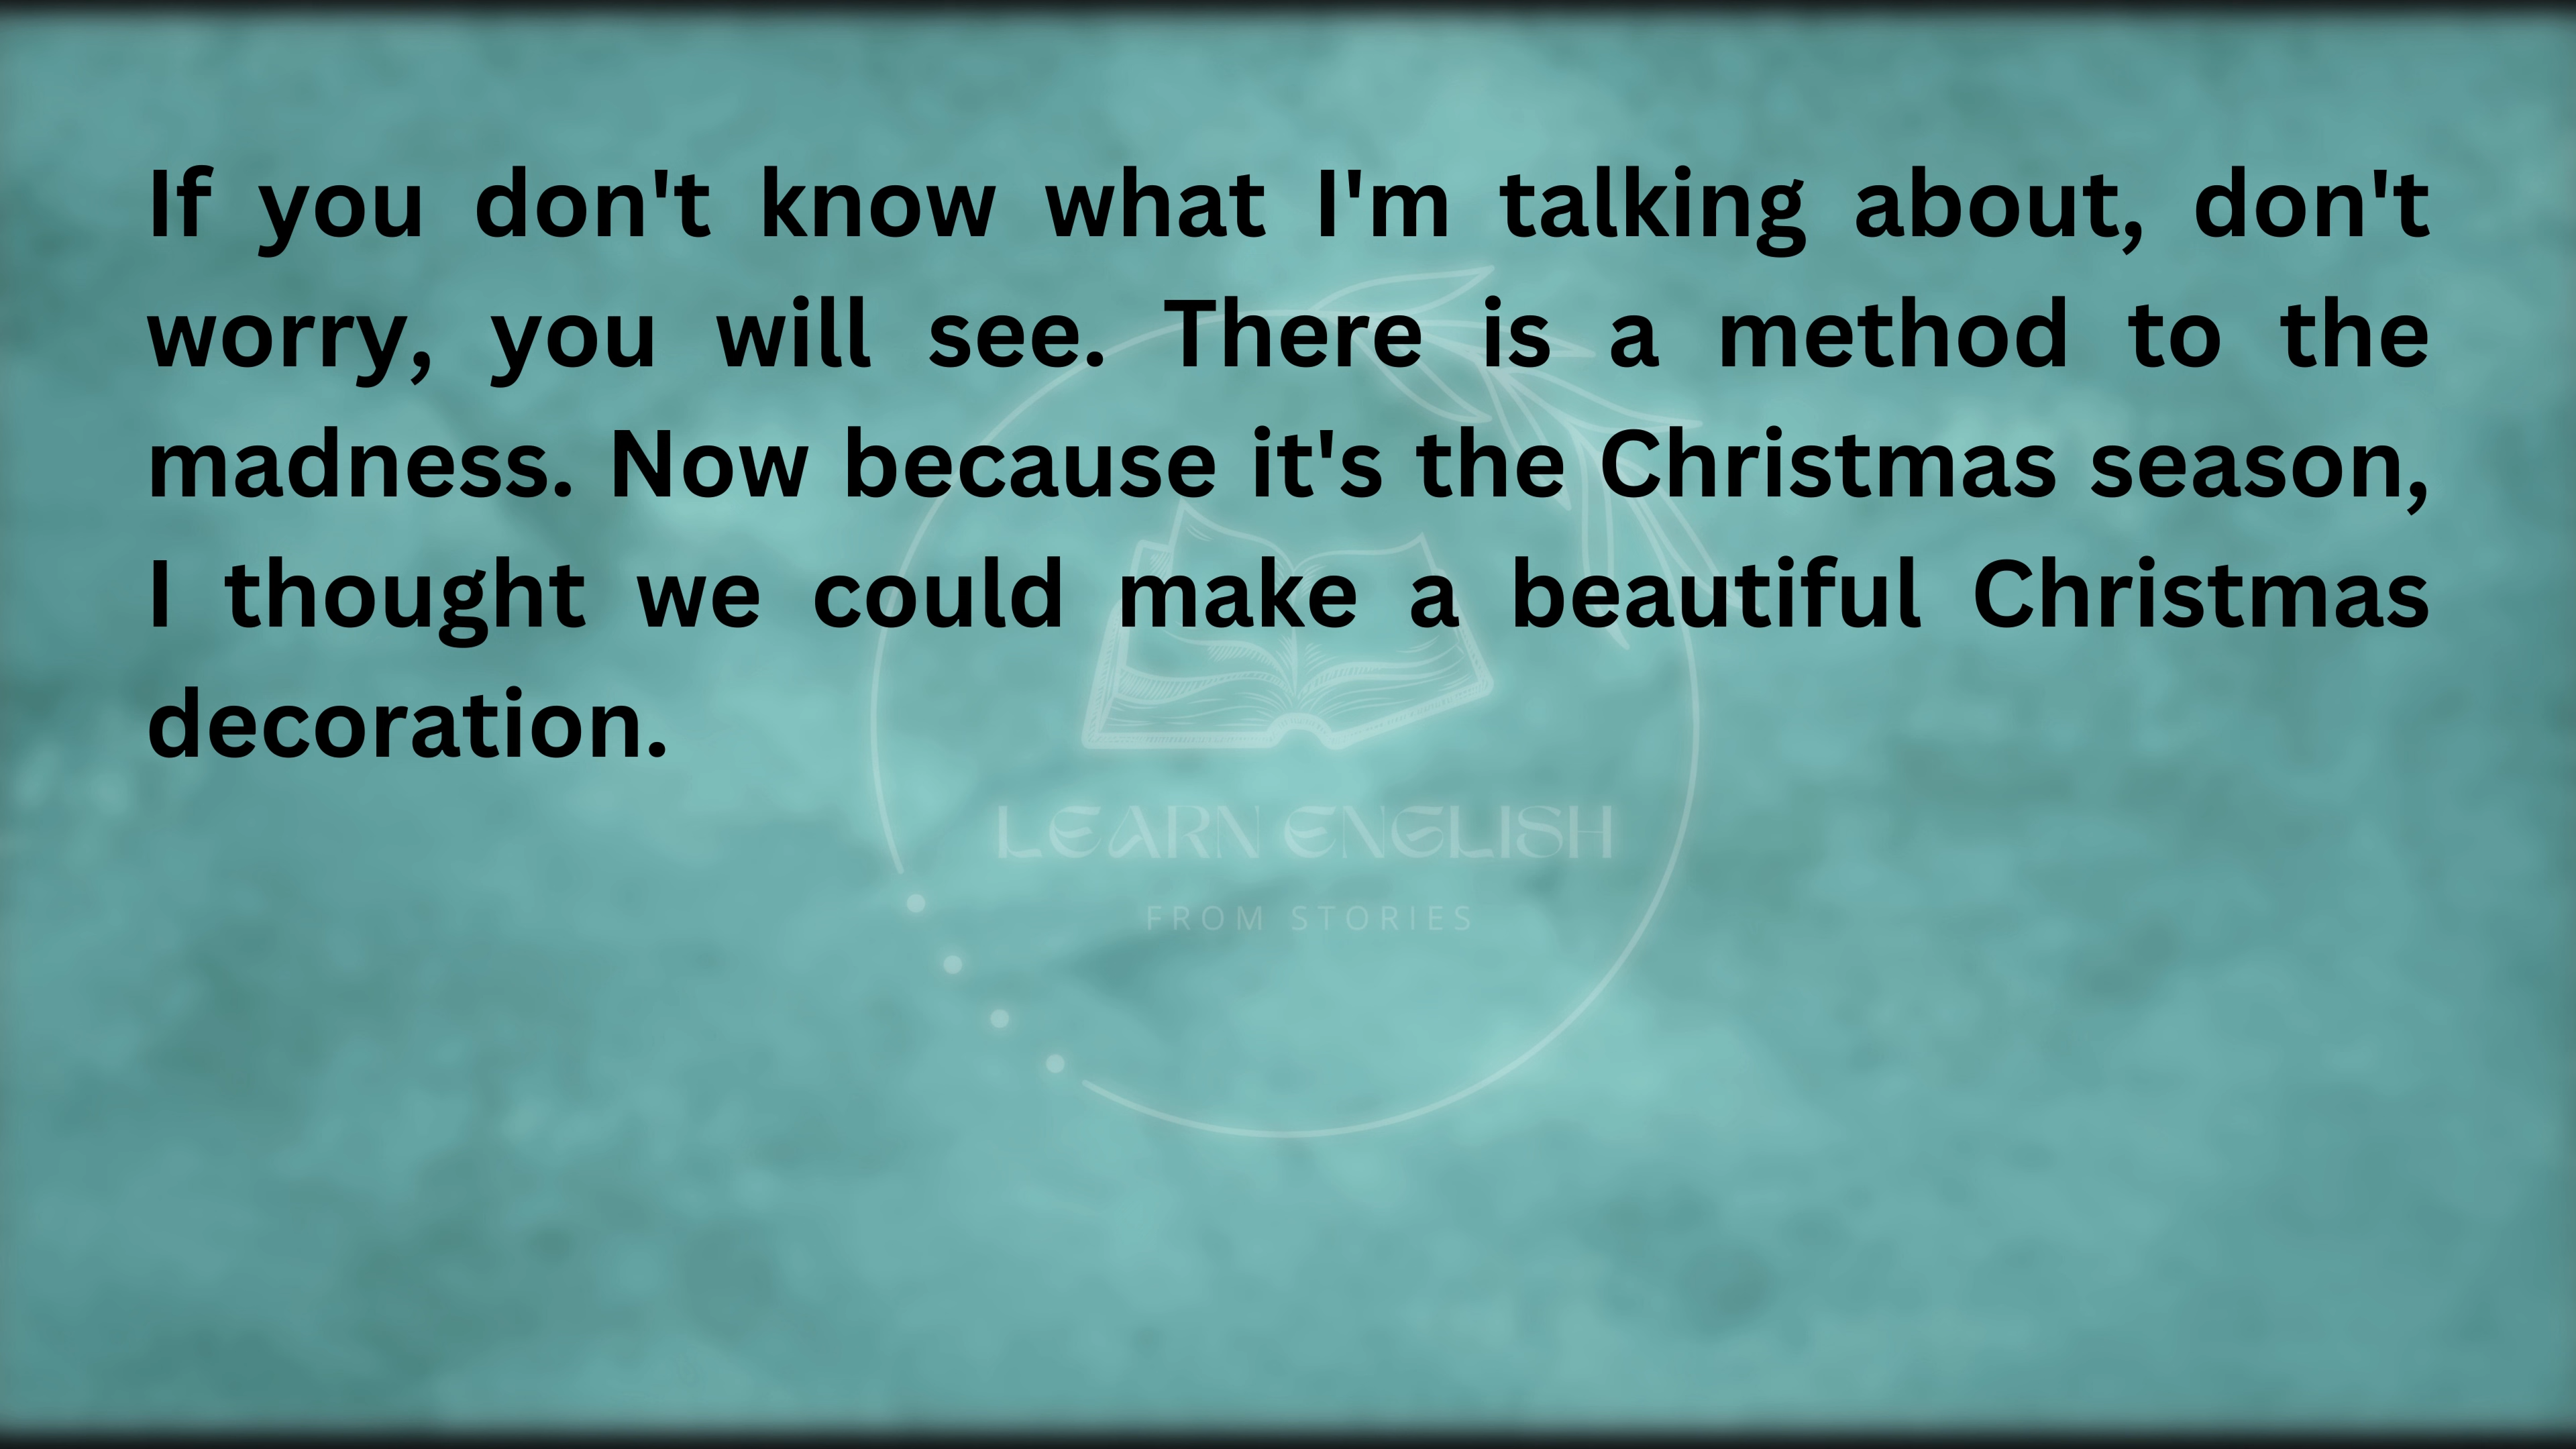 If you don't know what I'm talking about, don't
worry, you will see. There is a method to the
madness. Now because it's the Christmas season,
I thought we could make a beautiful Christmas
decoration.
LEARN ENGLISH
FROM STORIES